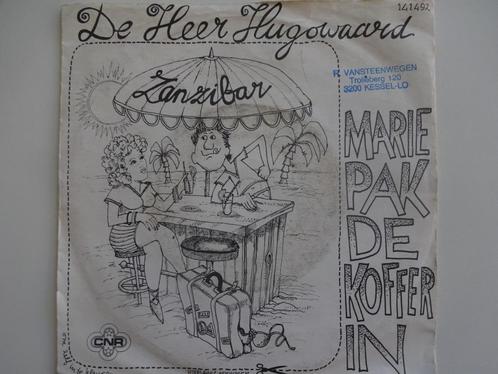 De Heer Hugowaard
141492
R. VANSTEENWEGEN
Trolieberg 120
3200 KESSEL-LO
Zanzibar
MARIE
PAK
DE
KOFFER
IN
CNR